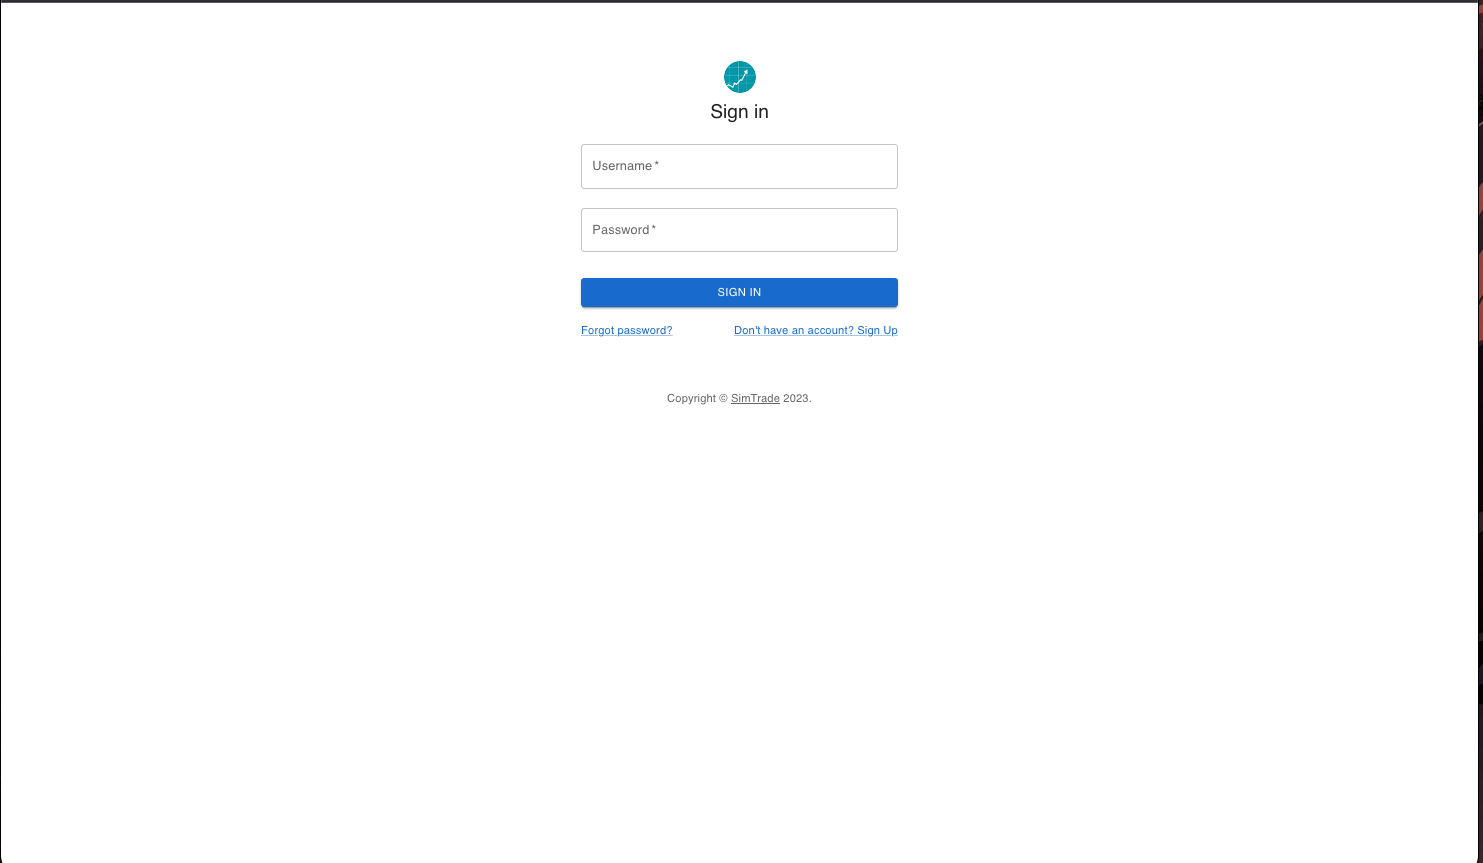 Sign in
Username *
Password *
SIGN IN
Forgot password?
Don't have an account? Sign Up
Copyright © SimTrade 2023.